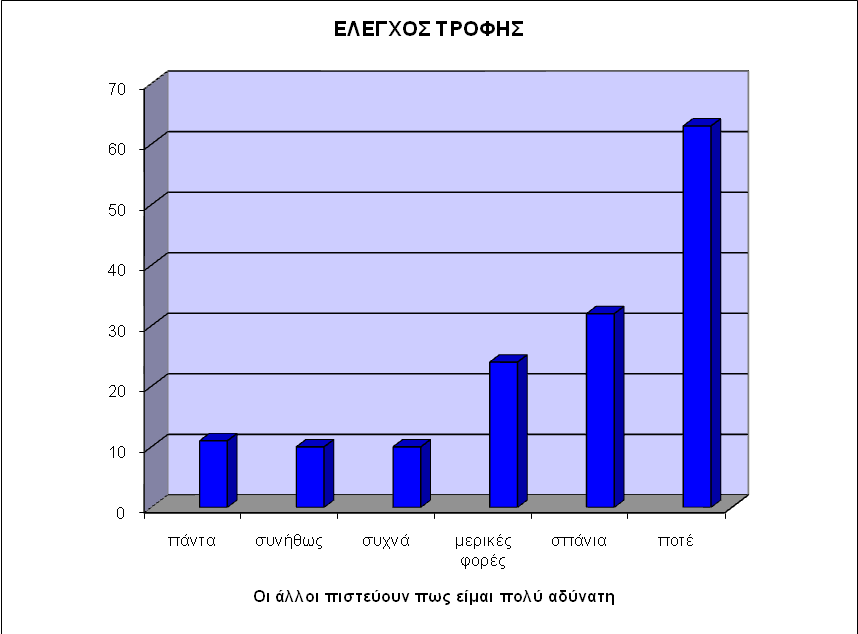 ΕΛΕΓΧΟΣ ΤΡΟΦΗΣ
70
60
50
40
30
20
10
0
πάντα
συνήθως
συχνά
μερικές
φορές
σπάνια
ποτέ
Οι άλλοι πιστεύουν πως είμαι πολύ αδύνατη